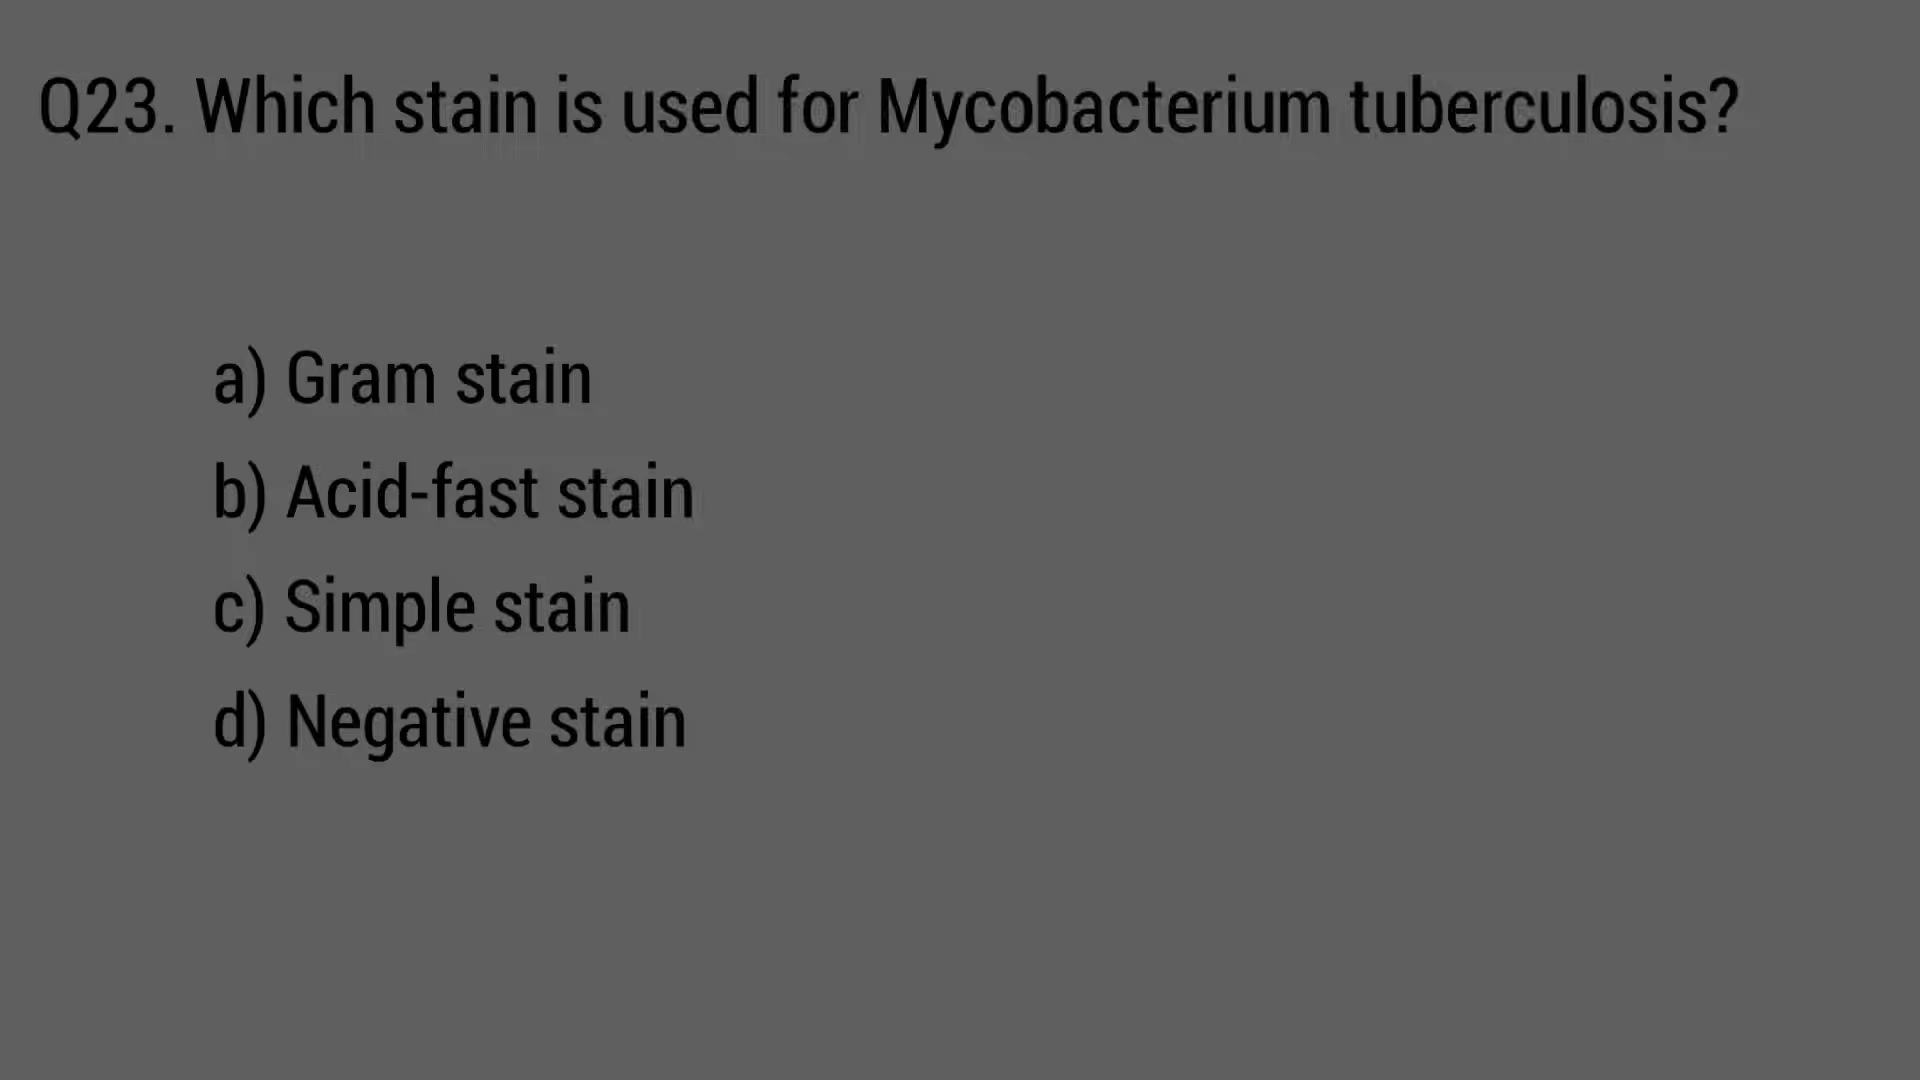 Q23. Which stain is used for Mycobacterium tuberculosis?
a) Gram stain
b) Acid-fast stain
c) Simple stain
d) Negative stain